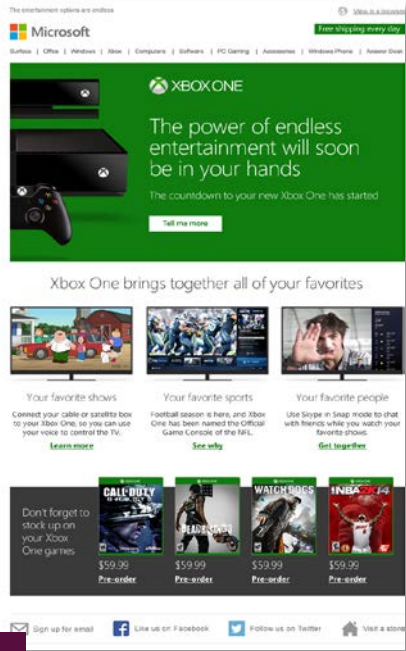 The entertainment options are endless
View in a browser
Microsoft
Free shipping every day
Surface | Office | Windows | Xbox | Computers | Software | PC Gaming | Accessories | Windows Phone | Answer Desk
XBOX ONE
The power of endless
entertainment will soon
be in your hands
The countdown to your new Xbox One has started
Tell me more
Xbox One brings together all of your favorites
Your favorite shows
Your favorite sports
Your favorite people
Connect your cable or satellite box
to your Xbox One, so you can use
your voice to control the TV.
Learn more
Football season is here, and Xbox
One has been named the Official
Game Console of the NFL.
See why
Use Skype in Snap mode to chat
with friends while you watch your
favorite shows.
Get together
Don't forget to
stock up on
your Xbox
One games
CALL DUTY
GHOSTS
DEADRISING
WATCH DOGS
NBA 2K14
$59.99
$59.99
$59.99
$59.99
Pre-order
Pre-order
Pre-order
Pre-order
Sign up for email
Like us on Facebook
Follow us on Twitter
Visit a store